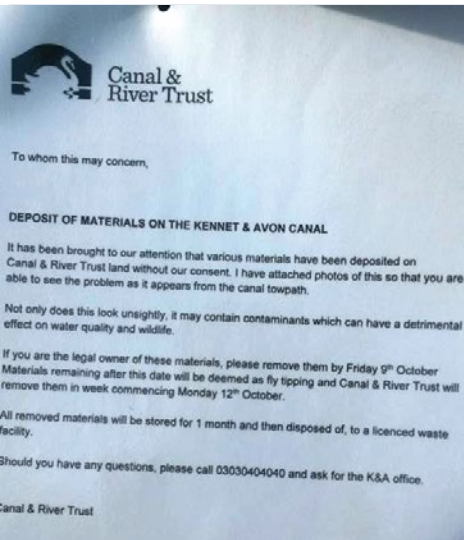 Canal &
River Trust
To whom this may concern,
DEPOSIT OF MATERIALS ON THE KENNET & AVON CANAL
It has been brought to our attention that various materials have been deposited on
Canal & River Trust land without our consent. I have attached photos of this so that you are
able to see the problem as it appears from the canal towpath.
Not only does this look unsightly, it may contain contaminants which can have a detrimental
effect on water quality and wildlife.
If you are the legal owner of these materials, please remove them by Friday 9th October
Materials remaining after this date will be deemed as fly tipping and Canal & River Trust will
remove them in week commencing Monday 12th October.
All removed materials will be stored for 1 month and then disposed of, to a licenced waste
facility.
Should you have any questions, please call 03030404040 and ask for the K&A office.
Canal & River Trust